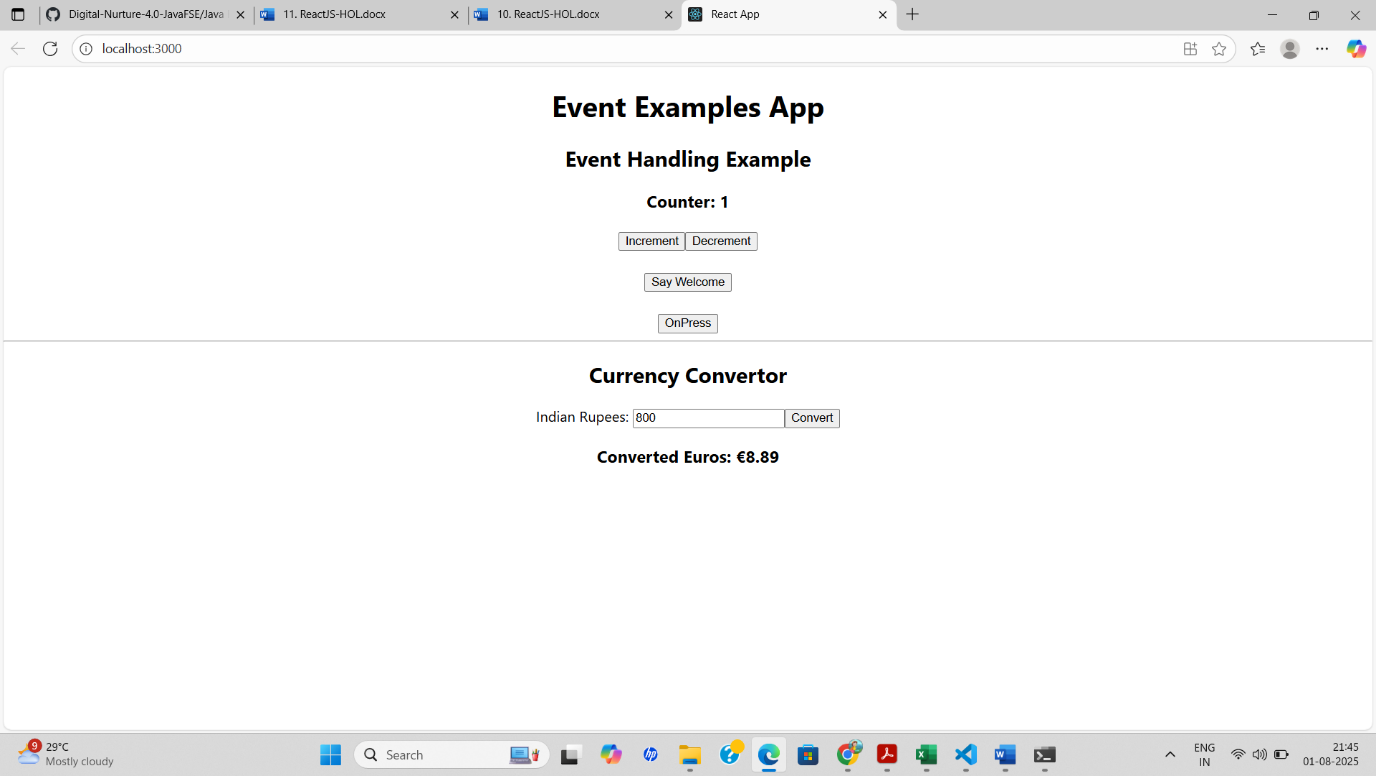 Digital-Nurture-4.0-JavaFSE/Java
11. ReactJS-HOL.docx
10. ReactJS-HOL.docx
React App
localhost:3000
Event Examples App
Event Handling Example
Counter: 1
Increment Decrement
Say Welcome
OnPress
Currency Convertor
Indian Rupees: 800 Convert
Converted Euros: €8.89
9
29°C
Mostly cloudy
Search
hp
ENG
IN
21:45
01-08-2025